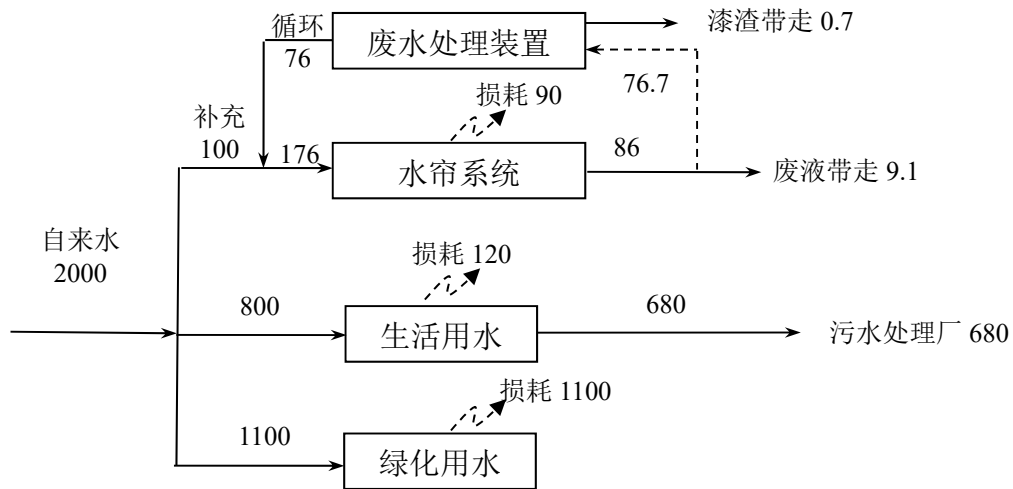 循环
76
废水处理装置
漆渣带走 0.7
76.7
损耗 90
补充
100
176
水帘系统
86
废液带走 9.1
自来水
2000
损耗 120
800
生活用水
680
污水处理厂 680
损耗 1100
1100
绿化用水